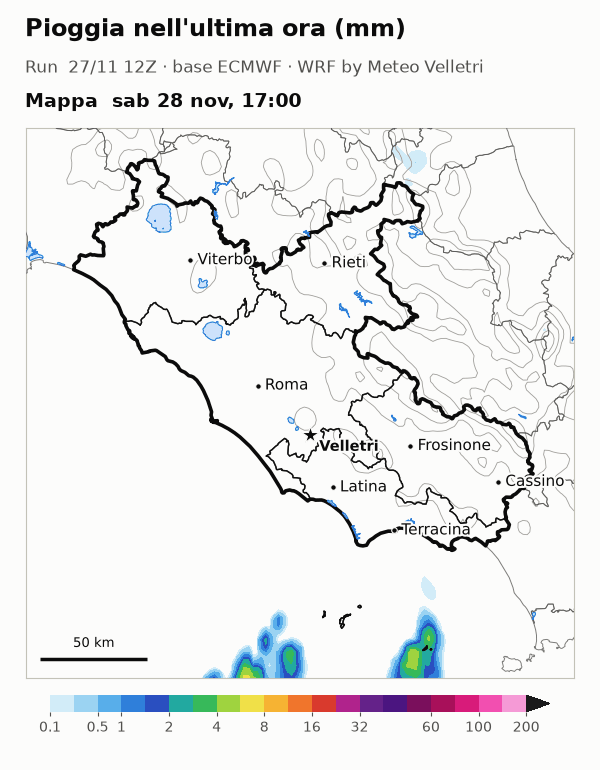 Pioggia nell'ultima ora (mm)
Run  27/11 12Z · base ECMWF · WRF by Meteo Velletri
Mappa  sab 28 nov, 17:00
Viterbo
Rieti
Roma
Velletri
Frosinone
Cassino
Latina
Terracina
50 km
0.1 0.5 1 2 4 8 16 32 60 100 200